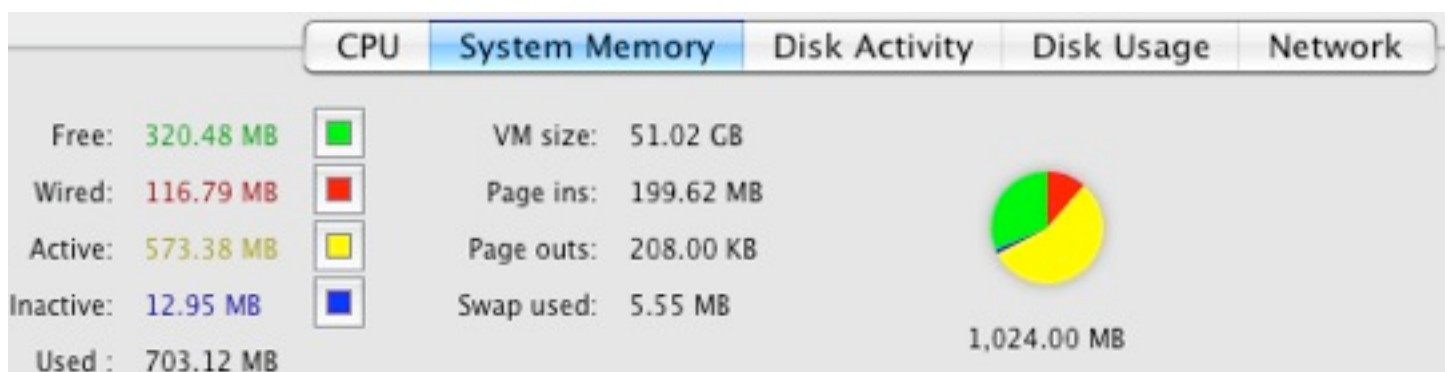 CPU System Memory Disk Activity Disk Usage Network
Free: 320.48 MB VM size: 51.02 GB
Wired: 116.79 MB Page ins: 199.62 MB
Active: 573.38 MB Page outs: 208.00 KB
Inactive: 12.95 MB Swap used: 5.55 MB
1,024.00 MB
Used : 703.12 MB